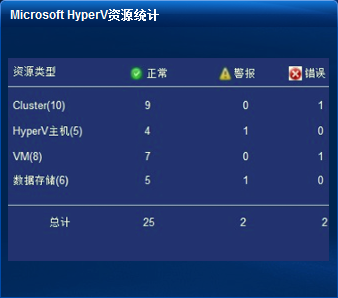 Microsoft HyperV资源统计
资源类型 正常 警报 错误
Cluster(10) 9 0 1
HyperV主机(5) 4 1 0
VM(8) 7 0 1
数据存储(6) 5 1 0
总计 25 2 2